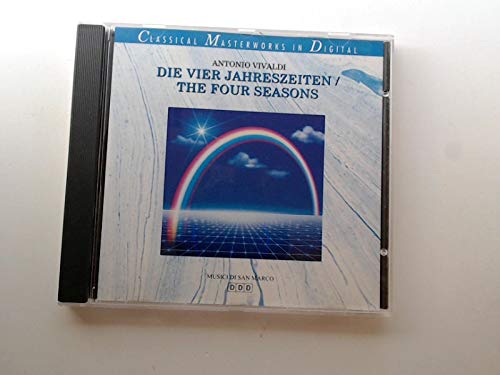 CLASSICAL MASTERWORKS IN DIGITAL
ANTONIO VIVALDI
DIE VIER JAHRESZEITEN /
THE FOUR SEASONS
MUSICI DI SAN MARCO
DDD